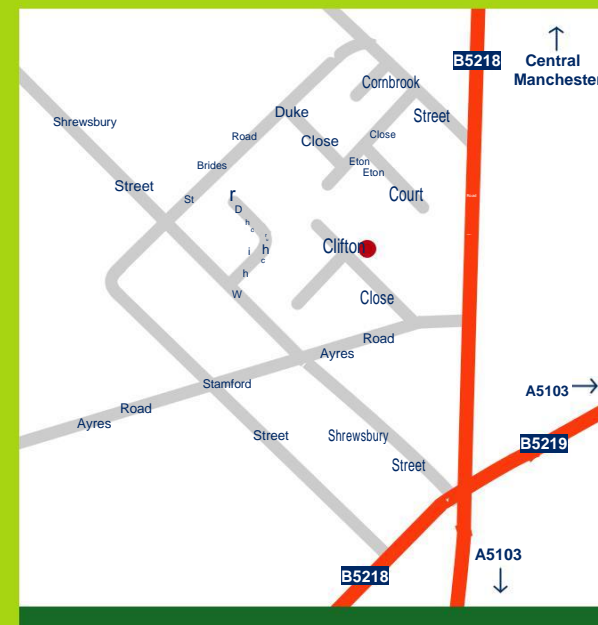 B5218
Central
Manchester
Cornbrook
Street
Duke
Close
Shrewsbury
Street
Road
Brides
St
Close
Eton
Eton
Court
r
D
h
c
r
i
h
c
h
W
Clifton
Close
Road
Ayres
Stamford
Road
Ayres
Street
Shrewsbury
Street
A5103
B5219
A5103
B5218